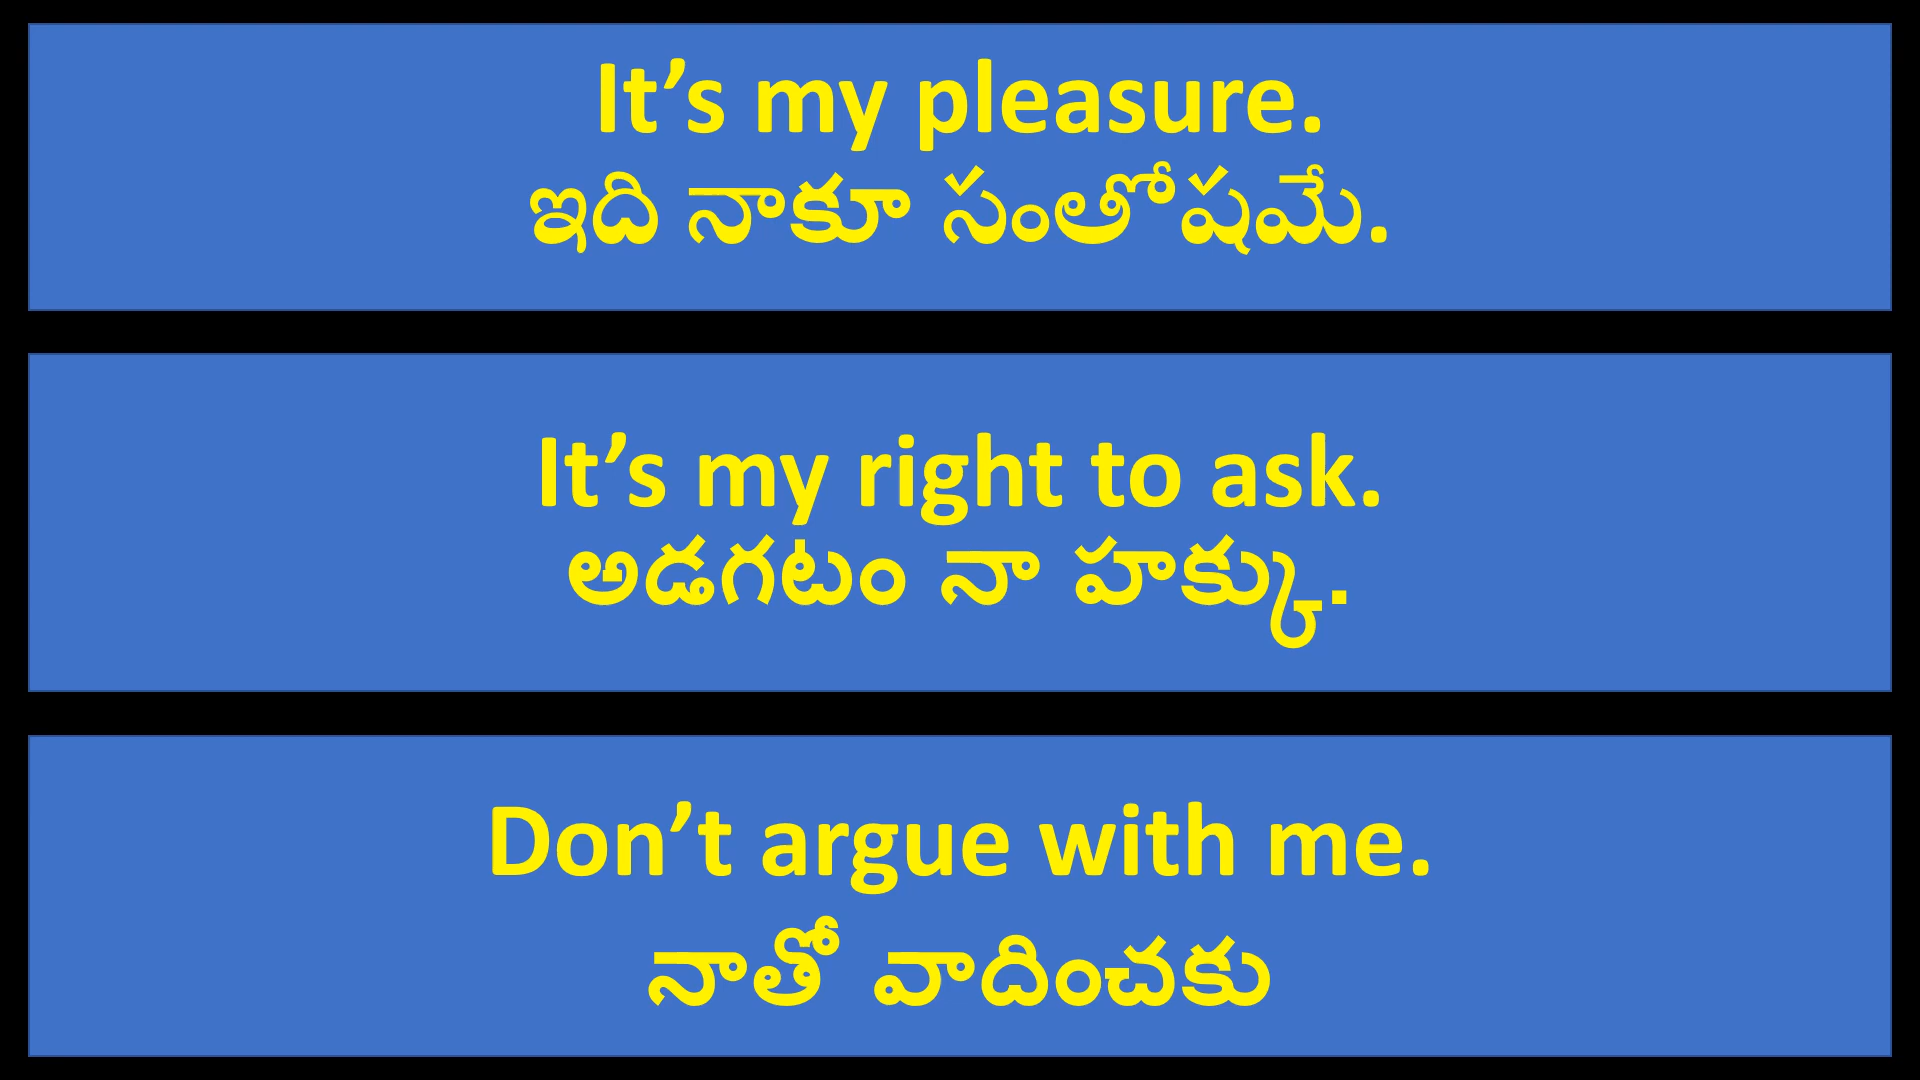 It’s my pleasure.
ఇది నాకూ సంతోషమే.
It’s my right to ask.
అడగటం నా హక్కు.
Don’t argue with me.
నాతో వాదించకు